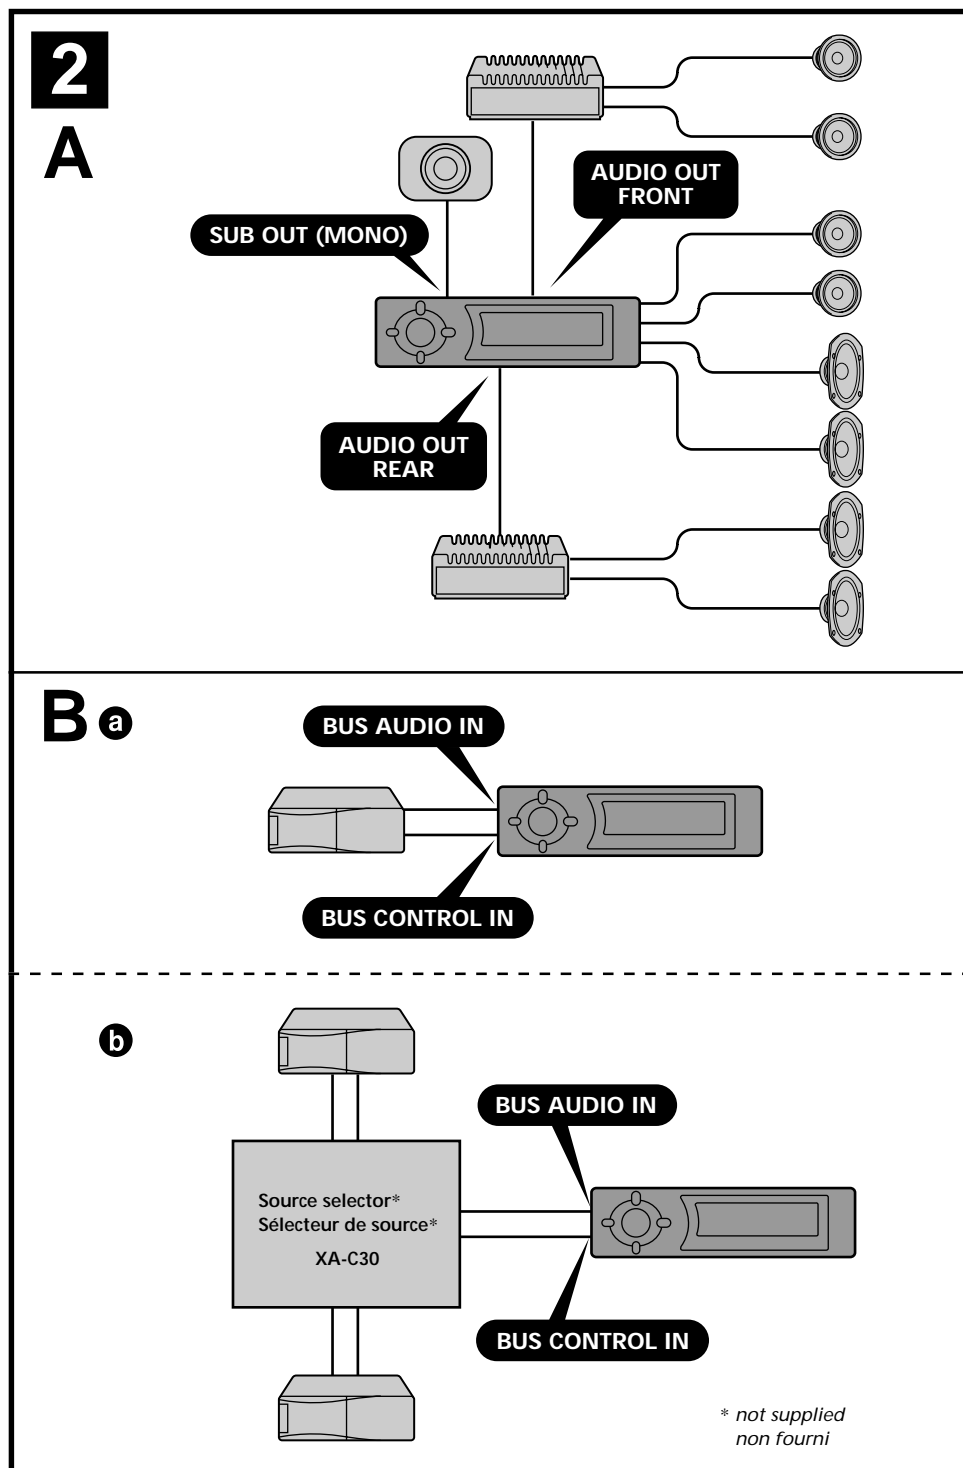 2
A
AUDIO OUT
FRONT
SUB OUT (MONO)
AUDIO OUT
REAR
B a
BUS AUDIO IN
BUS CONTROL IN
b
BUS AUDIO IN
Source selector*
Sélecteur de source*
XA-C30
BUS CONTROL IN
* not supplied
non fourni